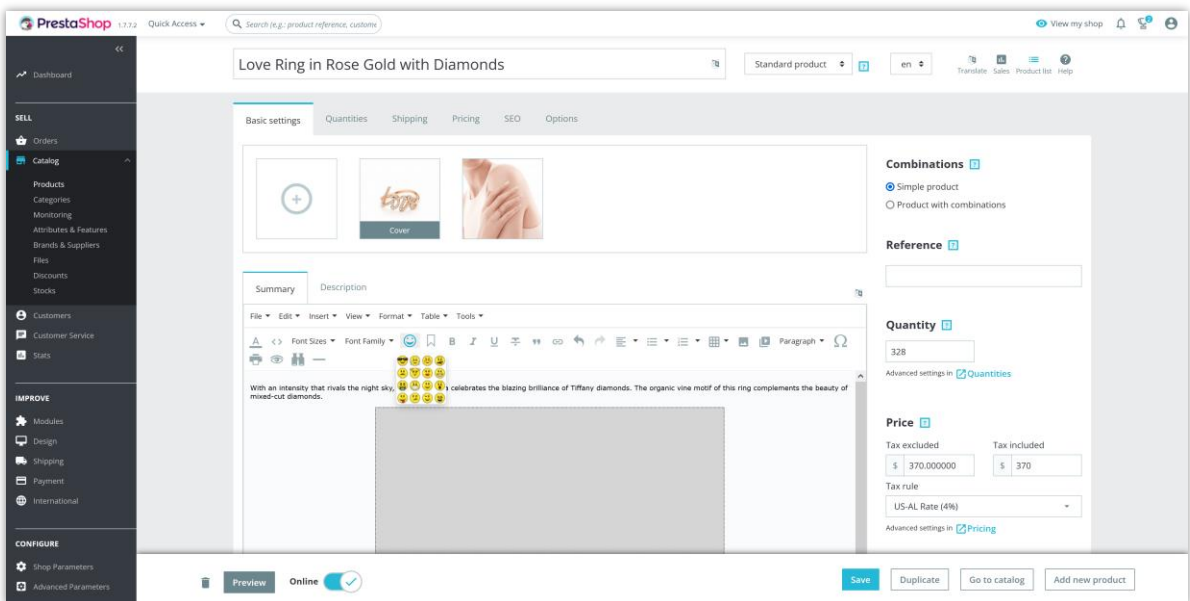 PrestaShop 1.7.7.2 Quick Access Search (e.g.: product reference, custome View my shop 2
Love Ring in Rose Gold with Diamonds Standard product ? en Translate Sales Product list Help
Dashboard
SELL
Orders
Catalog
Products
Categories
Monitoring
Attributes & Features
Brands & Suppliers
Files
Discounts
Stocks
Customers
Customer Service
Stats
IMPROVE
Modules
Design
Shipping
Payment
International
CONFIGURE
Shop Parameters
Advanced Parameters
Basic settings Quantities Shipping Pricing SEO Options
Love
Cover
Summary Description
File Edit Insert View Format Table Tools
A <> Font Sizes Font Family B I U Paragraph Ω
With an intensity that rivals the night sky, a celebrates the blazing brilliance of Tiffany diamonds. The organic vine motif of this ring complements the beauty of
mixed-cut diamonds.
Combinations ?
Simple product
Product with combinations
Reference ?
Quantity ?
328
Advanced settings in Quantities
Price ?
Tax excluded Tax included
$ 370.000000 $ 370
Tax rule
US-AL Rate (4%)
Advanced settings in Pricing
Preview Online Save Duplicate Go to catalog Add new product